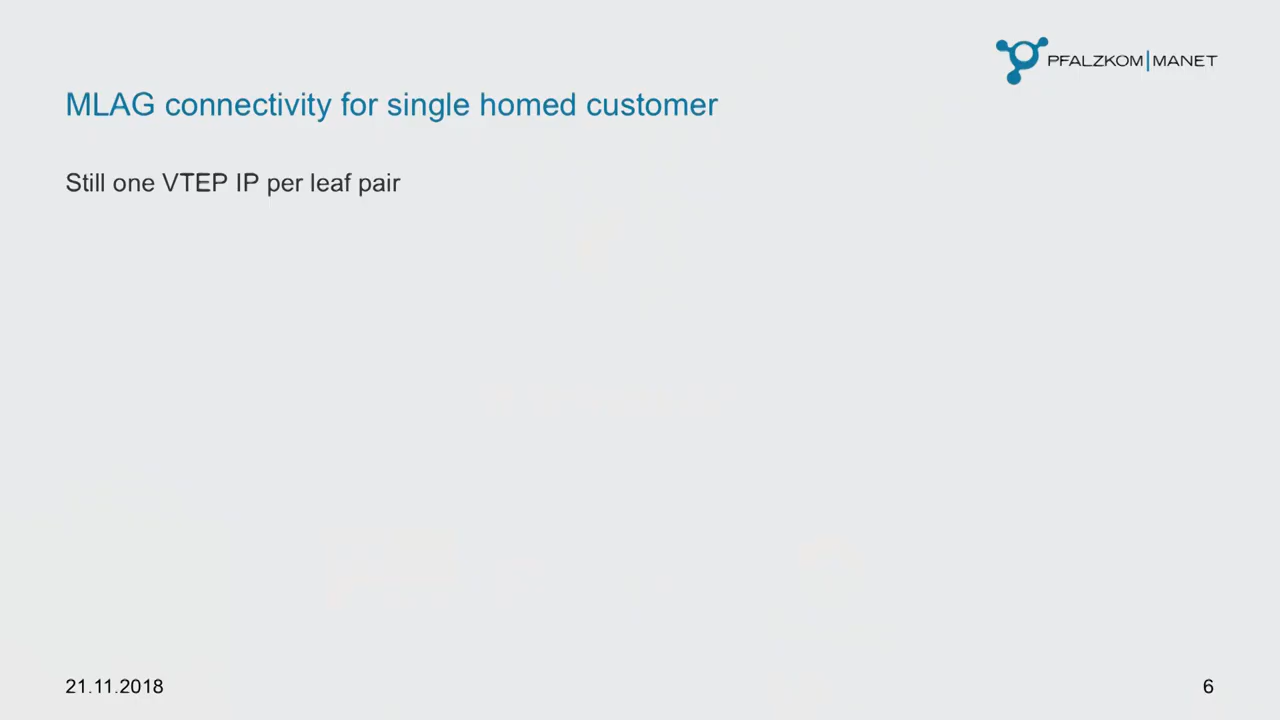 PFALZKOM|MANET
MLAG connectivity for single homed customer
Still one VTEP IP per leaf pair
21.11.2018
6